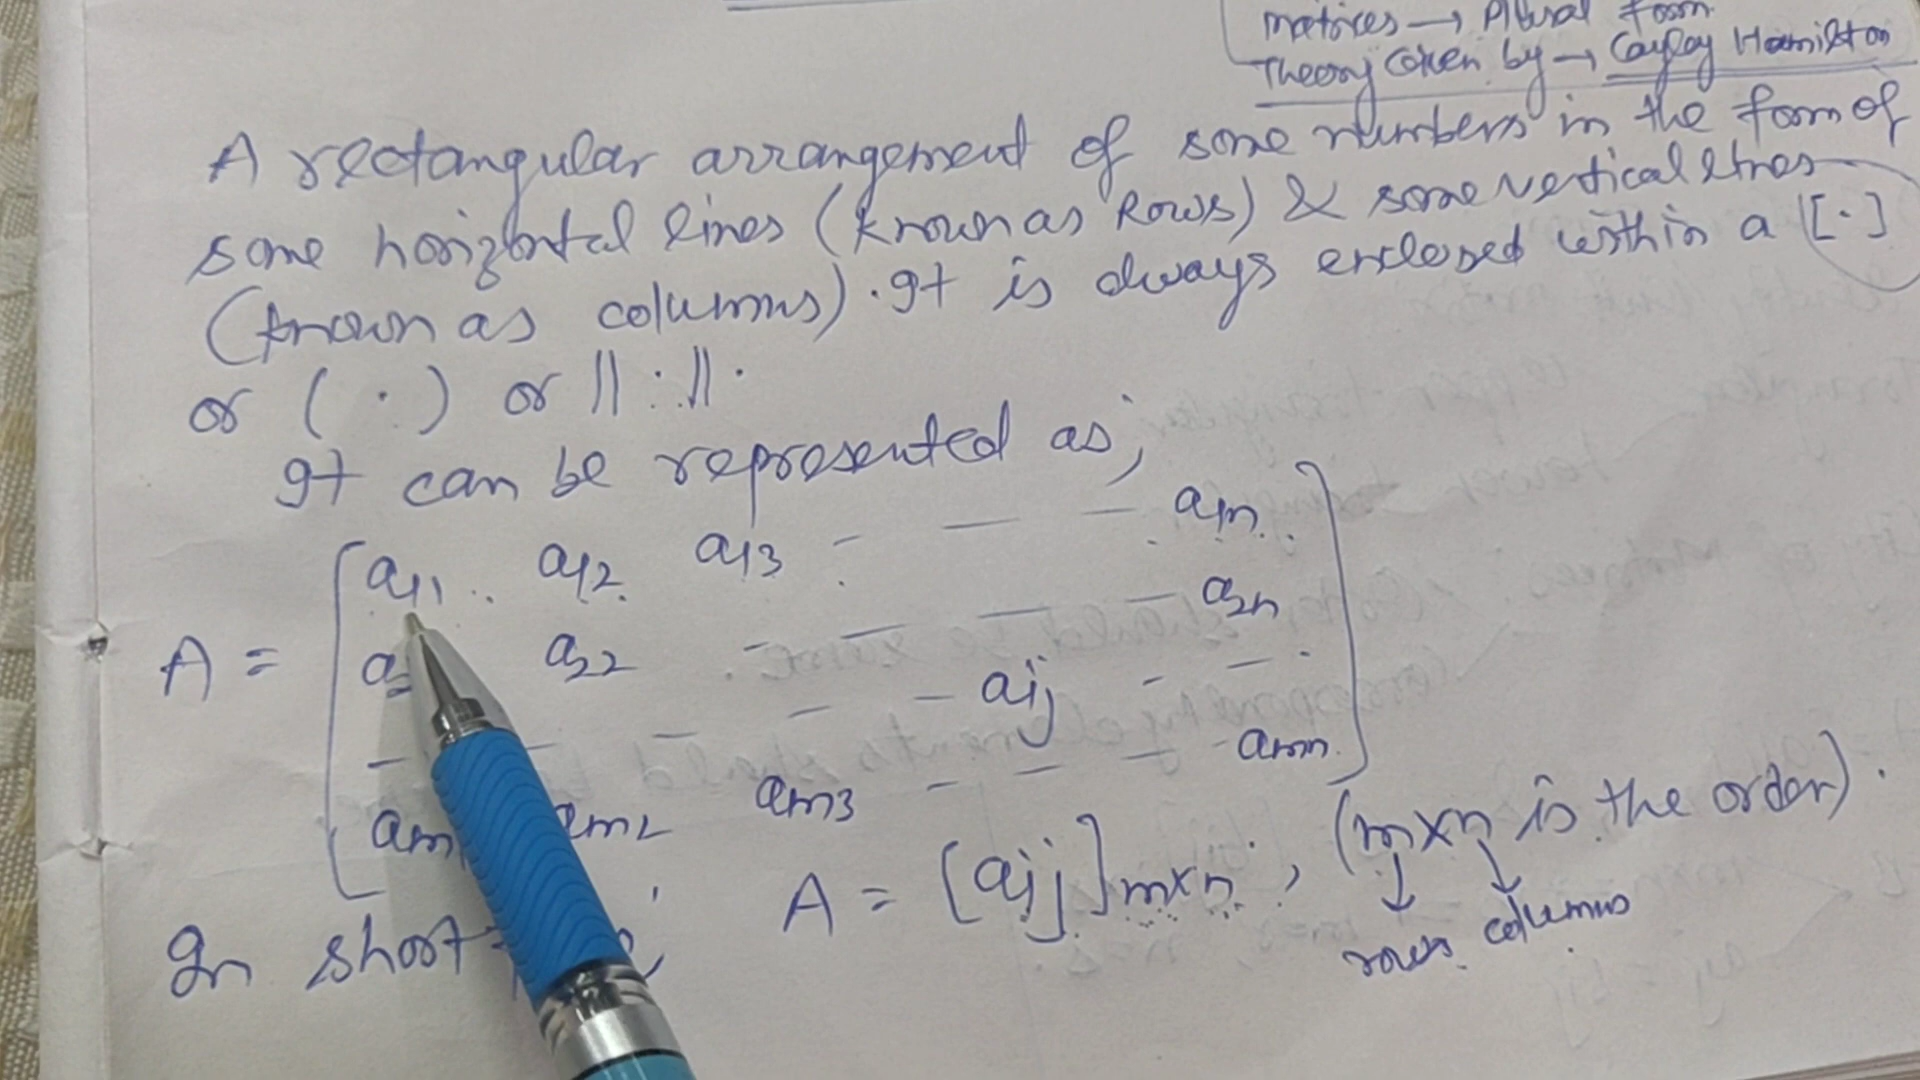 Matrices → Plural form
Theory Given by → Cayley Hamilton
A rectangular arrangement of some numbers in the form of
some horizontal lines (known as Rows) & some vertical lines
(known as columns). It is always enclosed within a [.]
or ( . ) or || : ||.
It can be represented as;
A = [ a11 a12 a13 - - - a1n
a22 - - - - a2n
- - - - - aij - -
am2 am3 - - - - amn ]
In short A = [aij]m×n, (m×n is the order).
rows columns